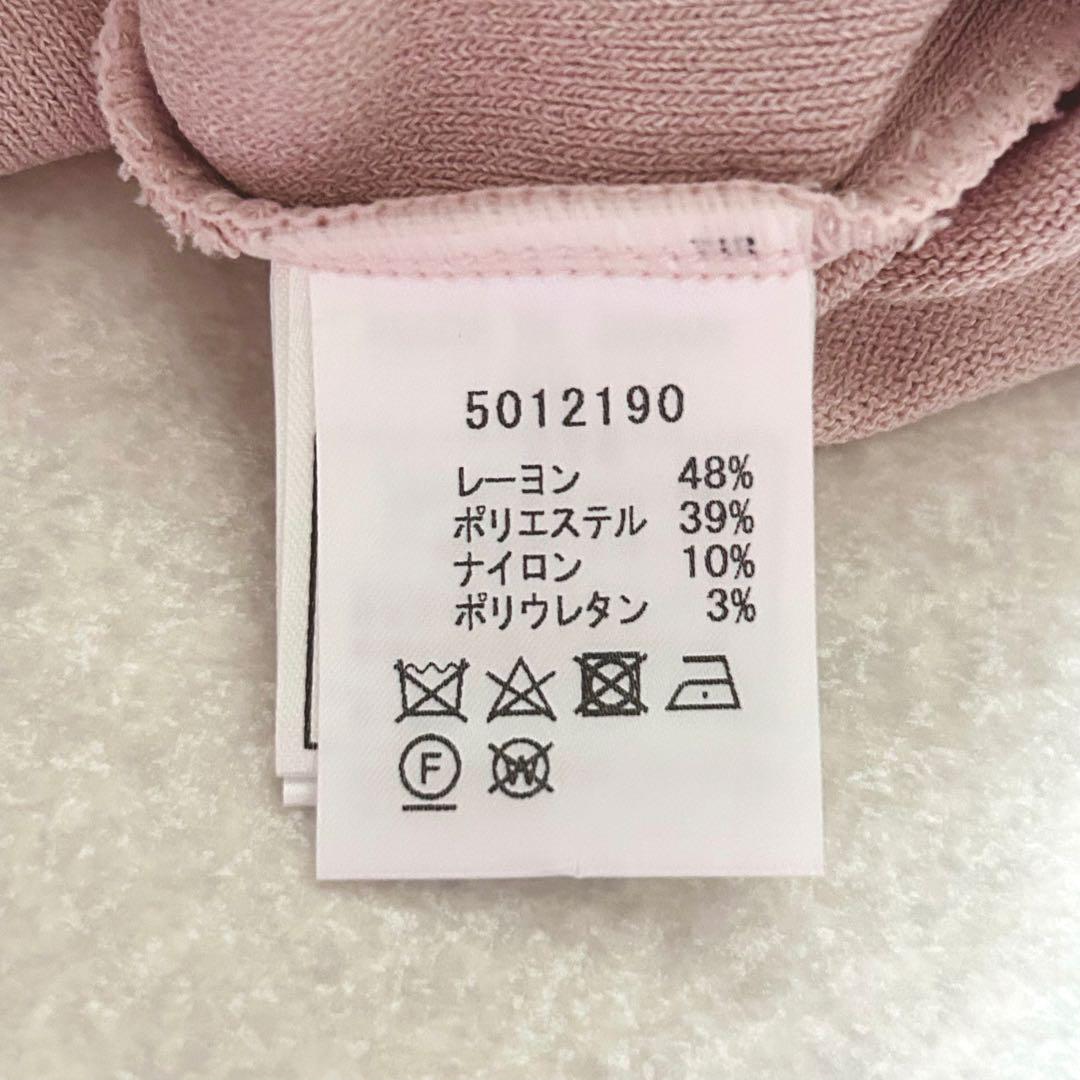 5012190
レーヨン 48%
ポリエステル 39%
ナイロン 10%
ポリウレタン 3%
F W